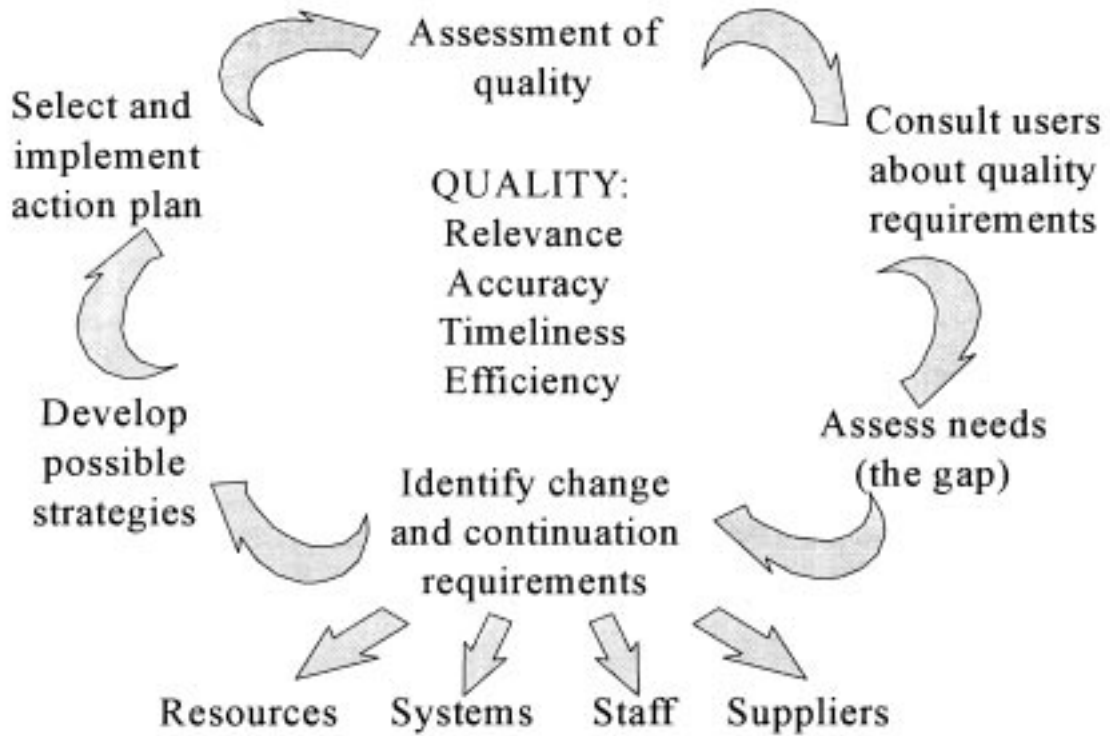 Assessment of
quality
Consult users
about quality
requirements
Assess needs
(the gap)
Identify change
and continuation
requirements
Resources Systems Staff Suppliers
Develop
possible
strategies
Select and
implement
action plan
QUALITY:
Relevance
Accuracy
Timeliness
Efficiency